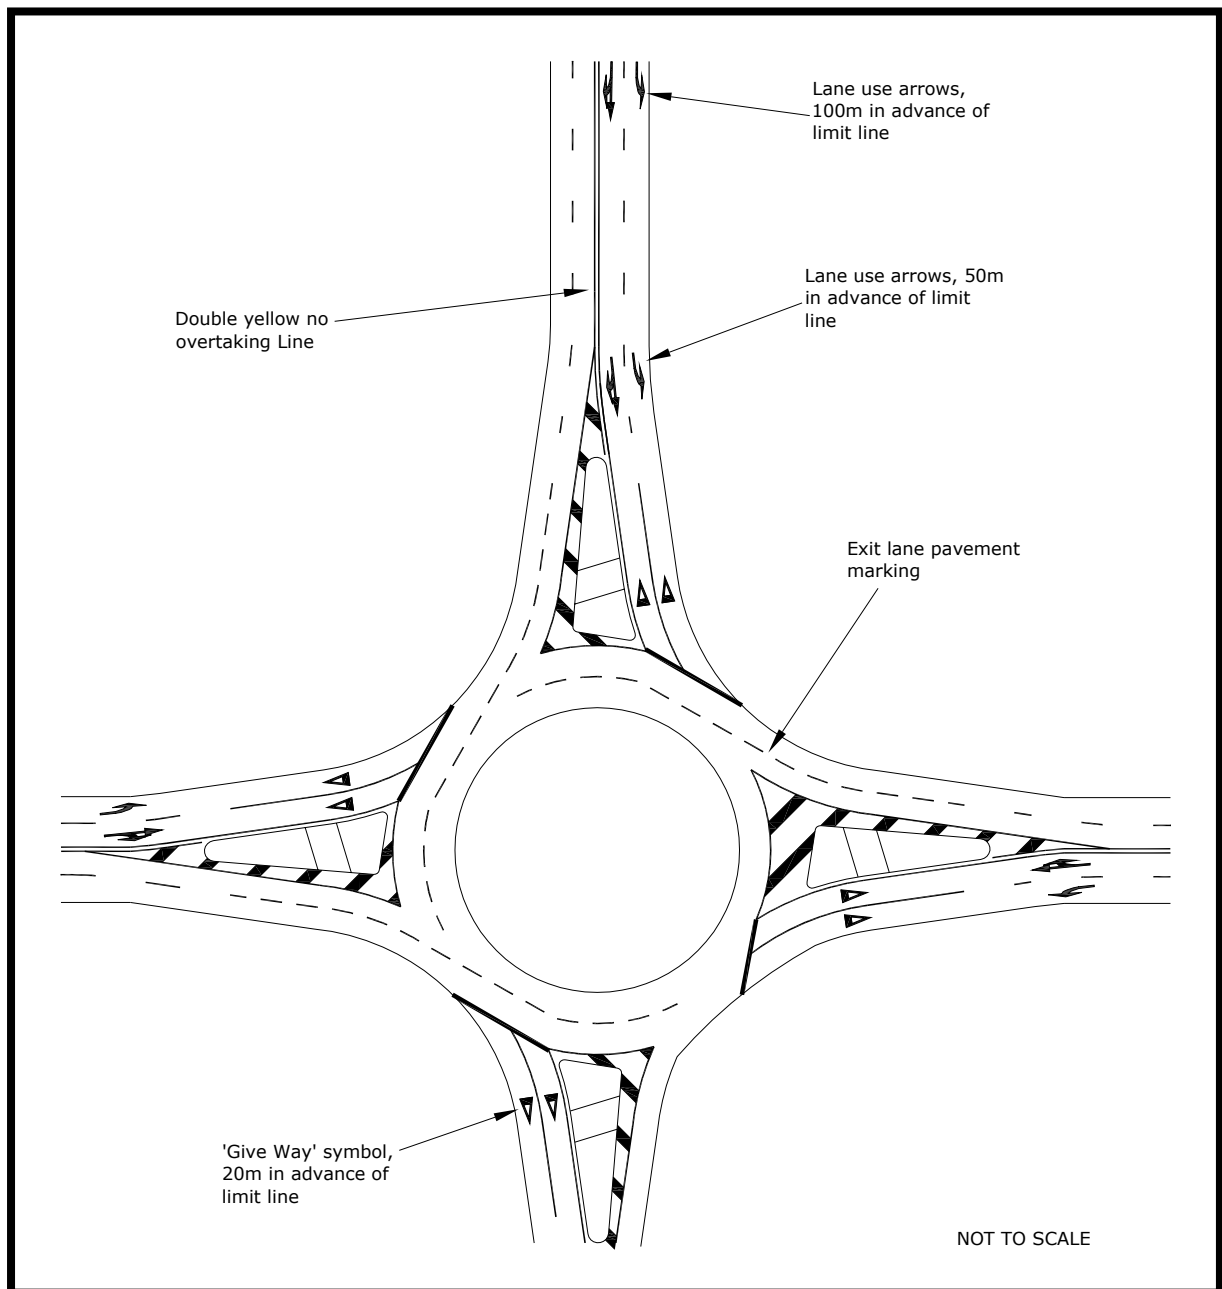 Lane use arrows,
100m in advance of
limit line
Lane use arrows, 50m
in advance of limit
line
Double yellow no
overtaking Line
Exit lane pavement
marking
'Give Way' symbol,
20m in advance of
limit line
NOT TO SCALE